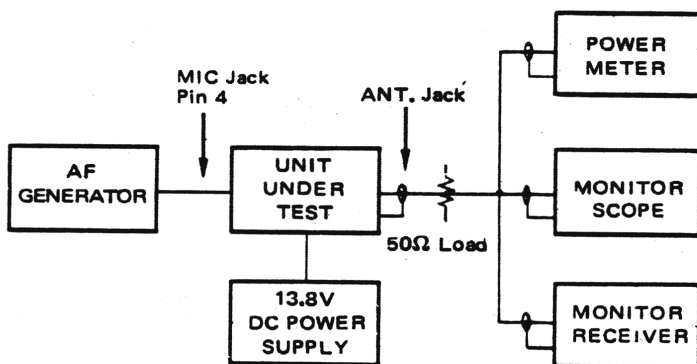 POWER
METER
MIC Jack
Pin 4
ANT. Jack
AF
GENERATOR
UNIT
UNDER
TEST
MONITOR
SCOPE
50Ω Load
13.8V
DC POWER
SUPPLY
MONITOR
RECEIVER